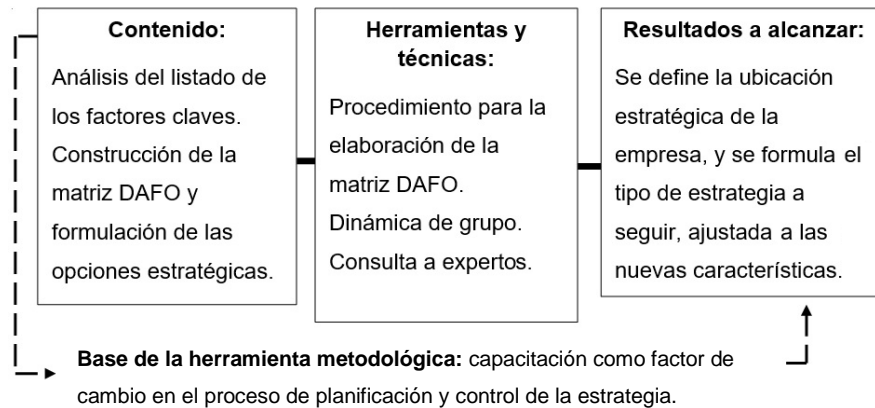 Contenido:
Análisis del listado de
los factores claves.
Construcción de la
matriz DAFO y
formulación de las
opciones estratégicas.
Herramientas y
técnicas:
Procedimiento para la
elaboración de la
matriz DAFO.
Dinámica de grupo.
Consulta a expertos.
Resultados a alcanzar:
Se define la ubicación
estratégica de la
empresa, y se formula el
tipo de estrategia a
seguir, ajustada a las
nuevas características.
Base de la herramienta metodológica: capacitación como factor de
cambio en el proceso de planificación y control de la estrategia.